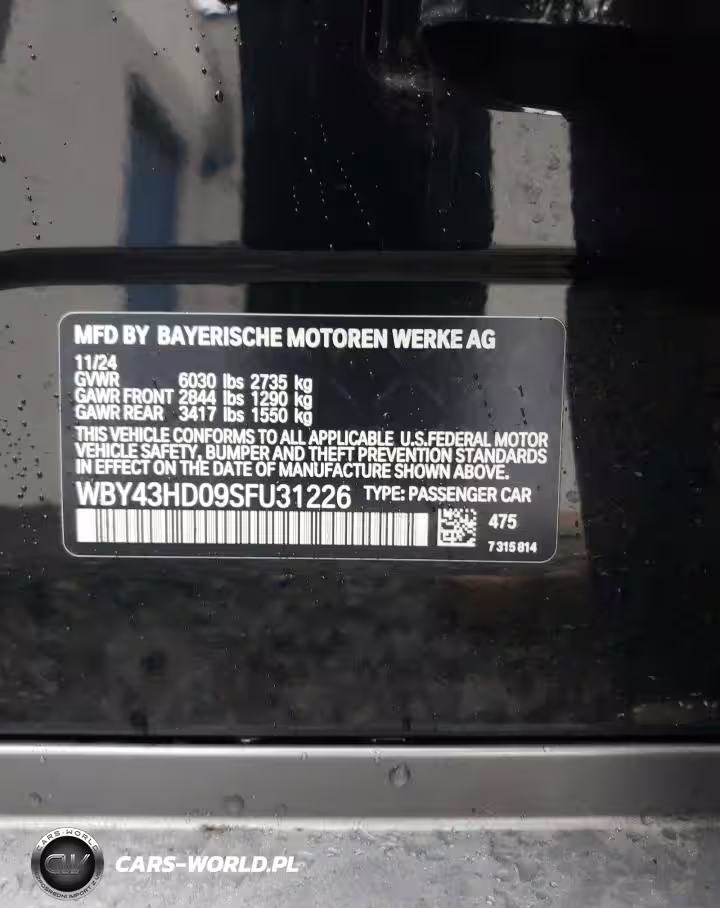 MFD BY BAYERISCHE MOTOREN WERKE AG
11/24
GVWR 6030 lbs 2735 kg
GAWR FRONT 2844 lbs 1290 kg
GAWR REAR 3417 lbs 1550 kg
THIS VEHICLE CONFORMS TO ALL APPLICABLE U.S.FEDERAL MOTOR
VEHICLE SAFETY, BUMPER AND THEFT PREVENTION STANDARDS
IN EFFECT ON THE DATE OF MANUFACTURE SHOWN ABOVE.
WBY43HD09SFU31226 TYPE: PASSENGER CAR
475
7 315 814
CARS-WORLD
CW
CARS-WORLD.PL